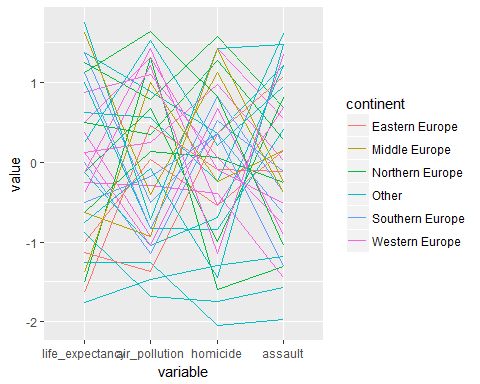 value
1
0
-1
-2
life_expectancy air_pollution homicide assault
variable
continent
Eastern Europe
Middle Europe
Northern Europe
Other
Southern Europe
Western Europe